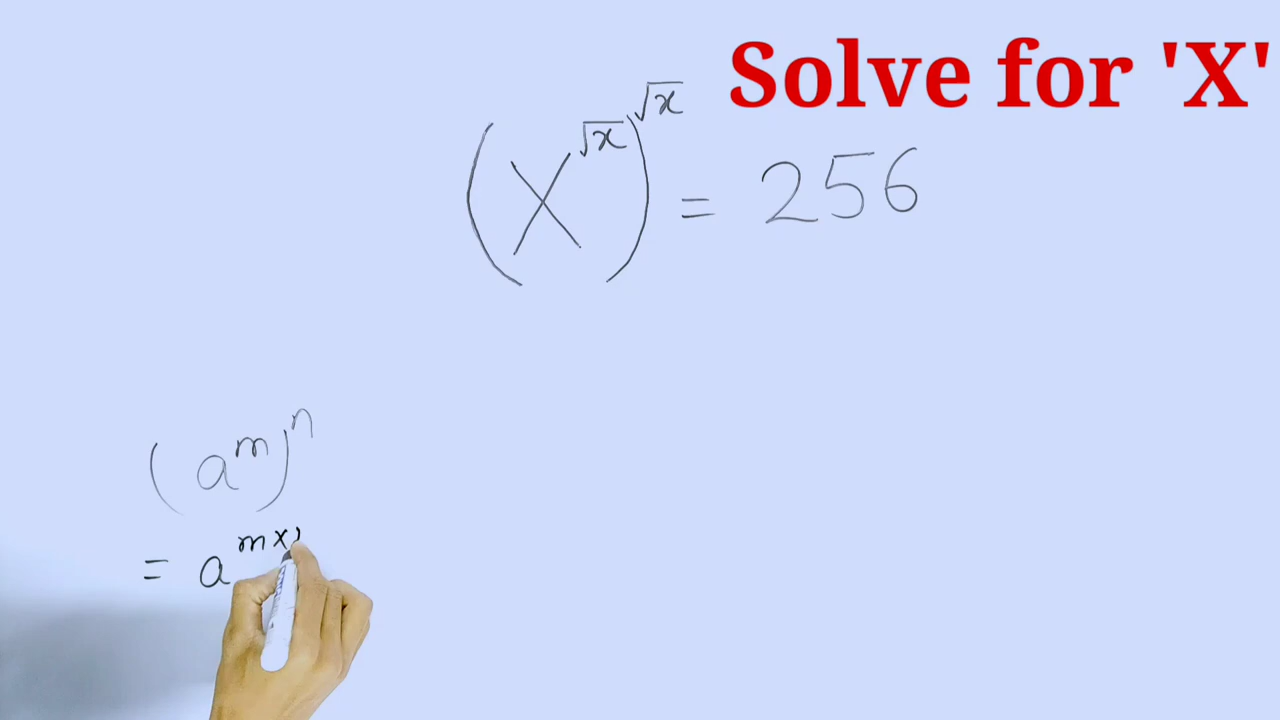 Solve for 'X'
(X^√x)^√x = 256
(a^m)^n
= a^m×